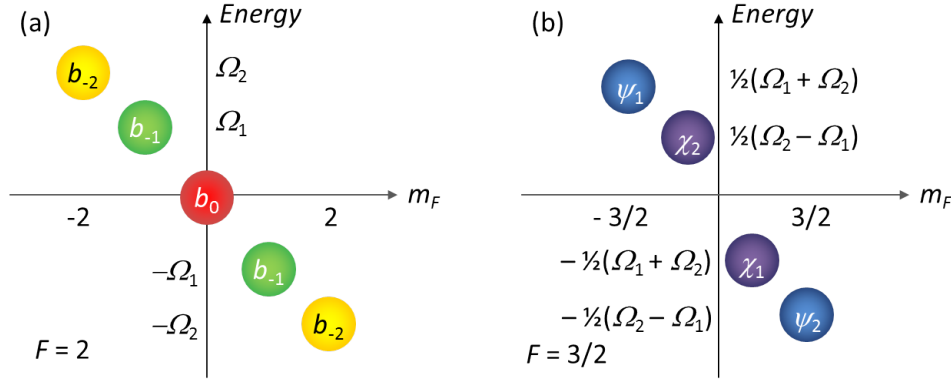 (a)
Energy
b-2
Ω2
b-1
Ω1
b0
mF
-2
2
−Ω1
b-1
−Ω2
b-2
F = 2
(b)
Energy
ψ1
½(Ω1 + Ω2)
χ2
½(Ω2 − Ω1)
mF
- 3/2
3/2
− ½(Ω1 + Ω2)
χ1
− ½(Ω2 − Ω1)
ψ2
F = 3/2